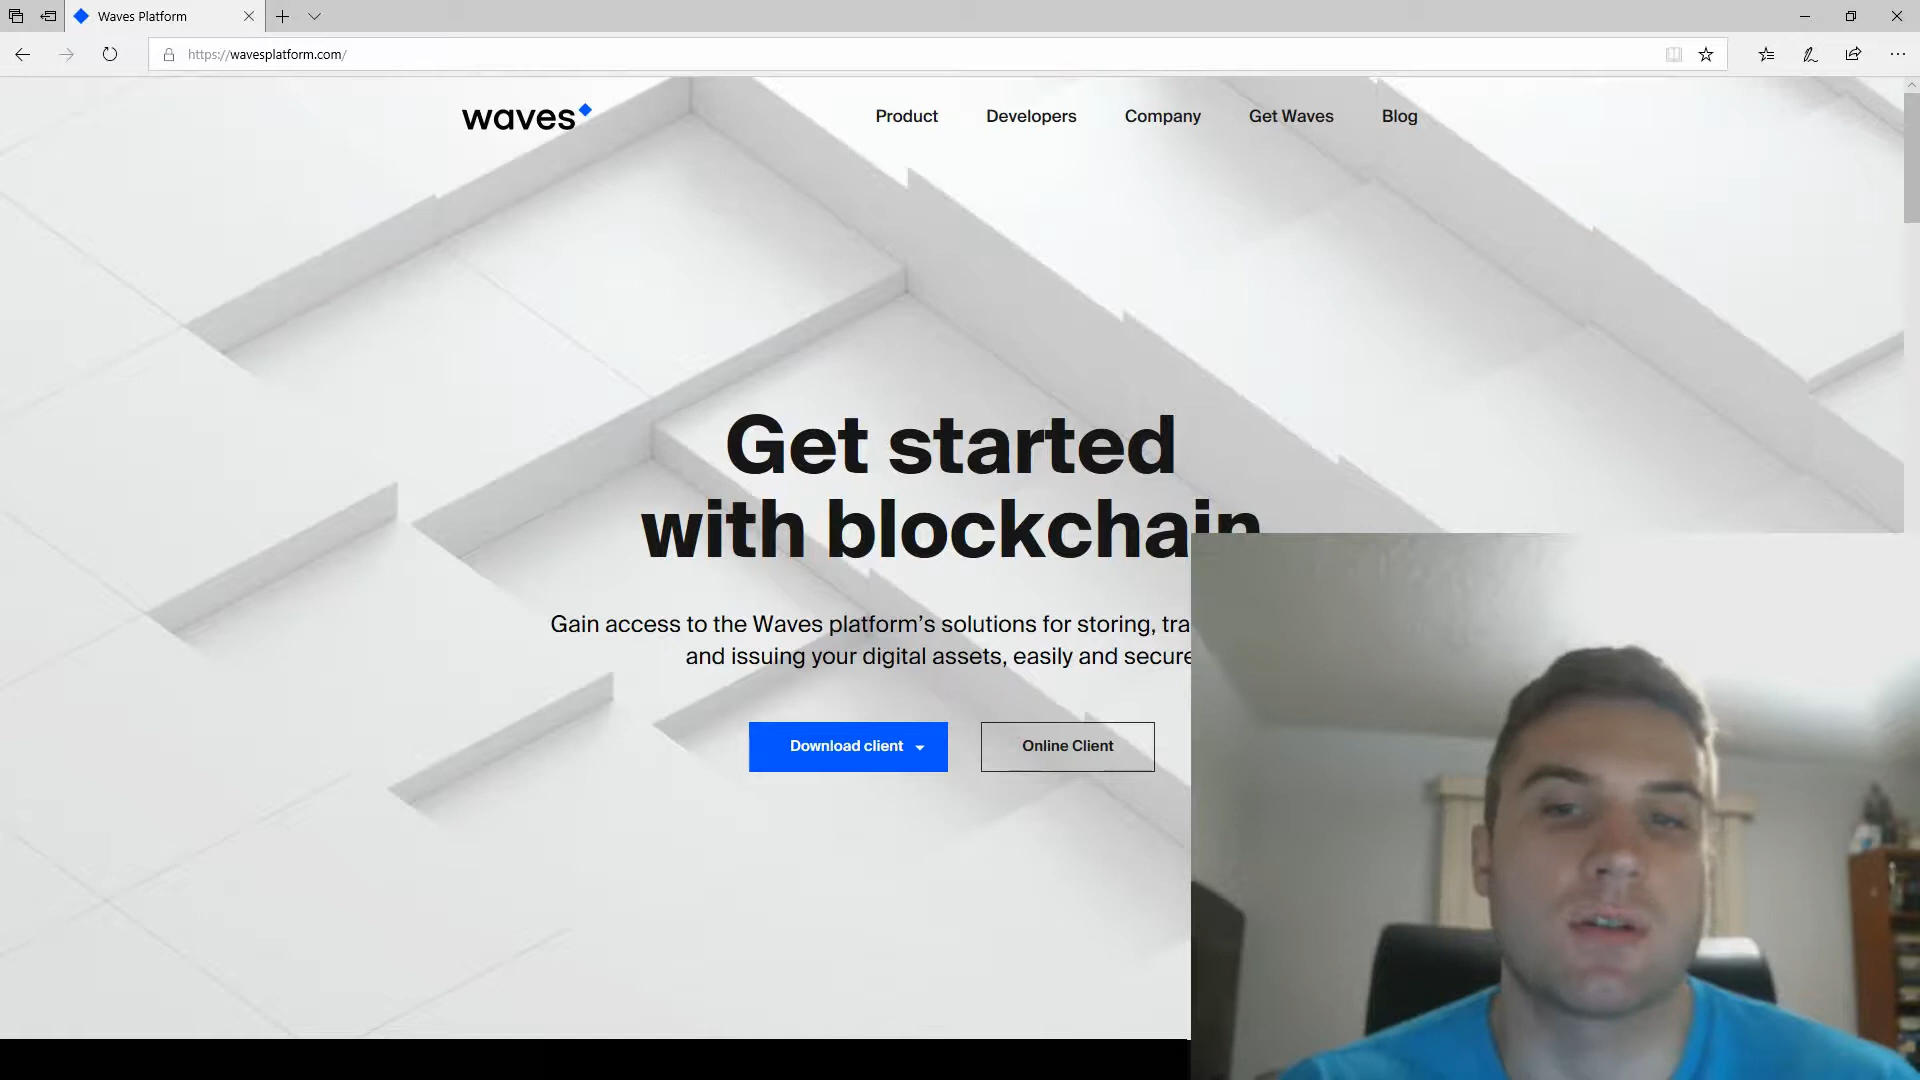 Waves Platform
https://wavesplatform.com/
waves
Product Developers Company Get Waves Blog
Get started
with blockchain
Gain access to the Waves platform's solutions for storing, tra
and issuing your digital assets, easily and secure
Download client
Online Client